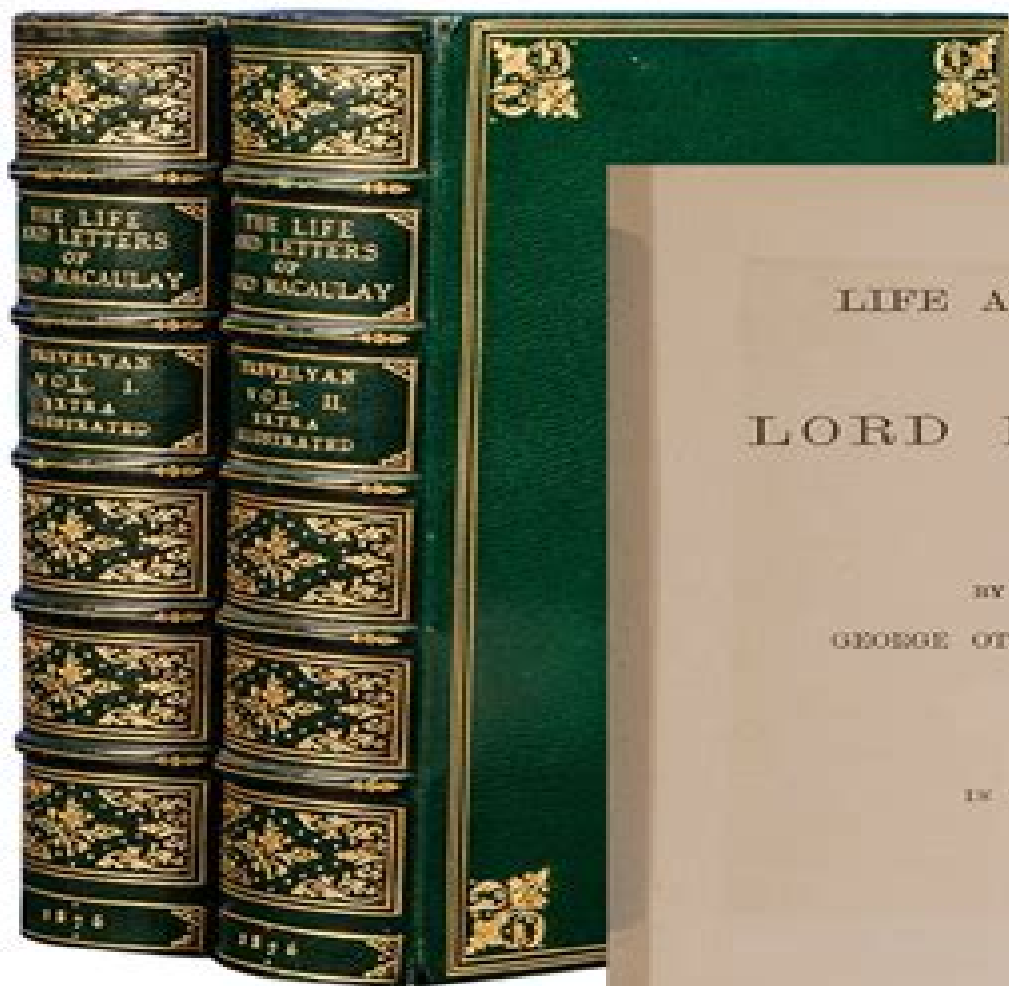 THE LIFE
AND LETTERS
OF
LORD MACAULAY
TREVELYAN
VOL. I.
EXTRA
ILLUSTRATED
1876
THE LIFE
AND LETTERS
OF
LORD MACAULAY
TREVELYAN
VOL. II.
EXTRA
ILLUSTRATED
1876
LIFE A
LORD
BY
GEORGE OT
IN